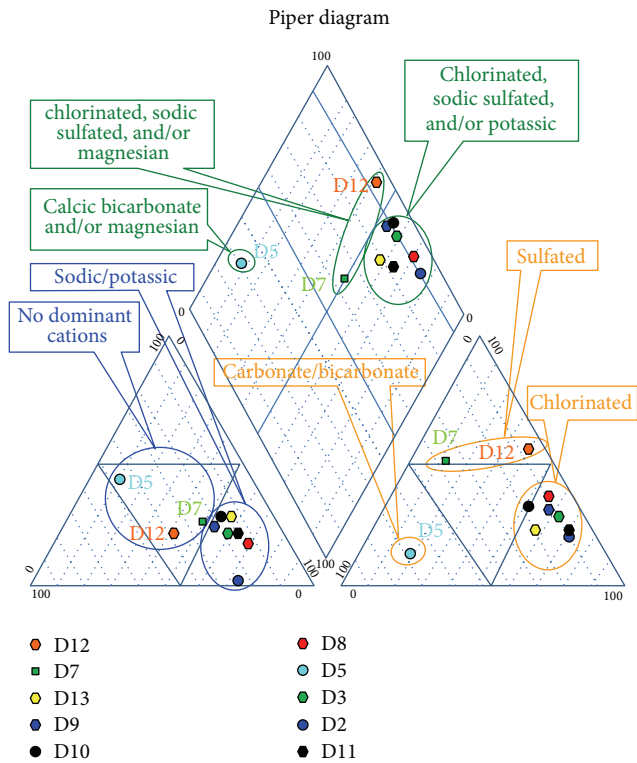 Piper diagram
100
chlorinated, sodic
sulfated, and/or
magnesian
Chlorinated,
sodic sulfated,
and/or potassic
D12
Calcic bicarbonate
and/or magnesian
D5
D7
Sodic/potassic
No dominant
cations
Sulfated
Carbonate/bicarbonate
Chlorinated
0
0
100
0
0
100
D7
D12
D5
D5
D7
D12
0
100
0
100
100
0
100
0
100
D12
D7
D13
D9
D10
D8
D5
D3
D2
D11